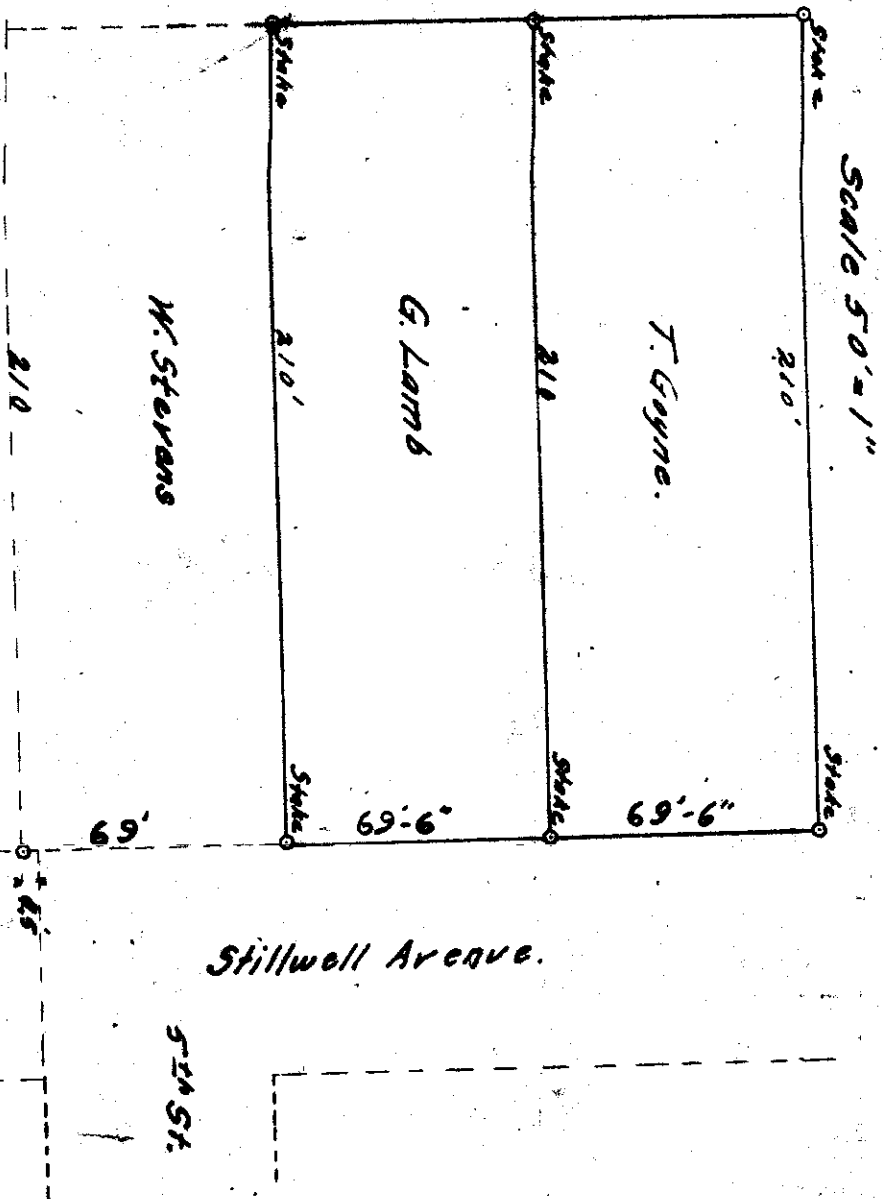 Scale 50' = 1"
Stake
210'
Stake
T. Goyne.
69'-6"
Stake
210
Stake
G. Lamb
69'-6"
Stake
210'
Stake
W. Stevens
69'
210
Stillwell Avenue.
5th St.